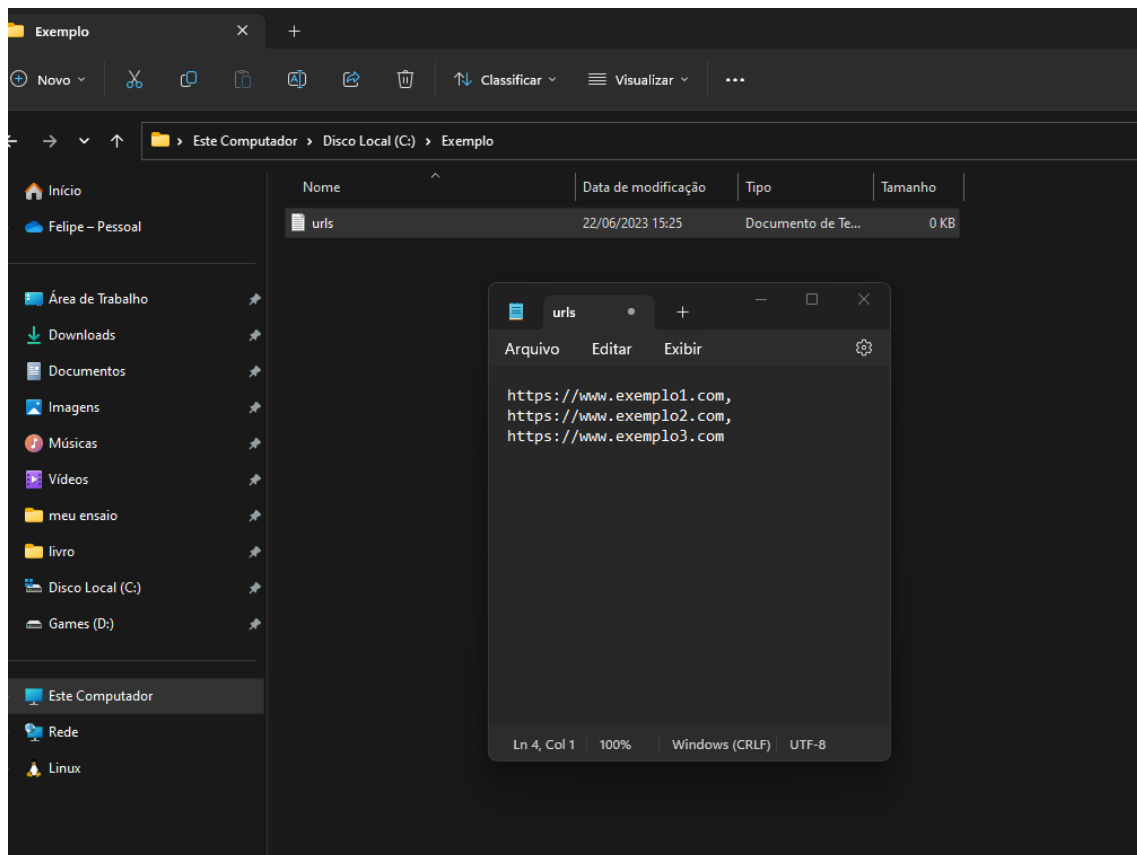 Exemplo
Novo Classificar Visualizar
Este Computador Disco Local (C:) Exemplo
Início
Felipe – Pessoal
Área de Trabalho
Downloads
Documentos
Imagens
Músicas
Vídeos
meu ensaio
livro
Disco Local (C:)
Games (D:)
Este Computador
Rede
Linux
Nome Data de modificação Tipo Tamanho
urls 22/06/2023 15:25 Documento de Te... 0 KB
urls
Arquivo Editar Exibir
https://www.exemplo1.com,
https://www.exemplo2.com,
https://www.exemplo3.com
Ln 4, Col 1 100% Windows (CRLF) UTF-8